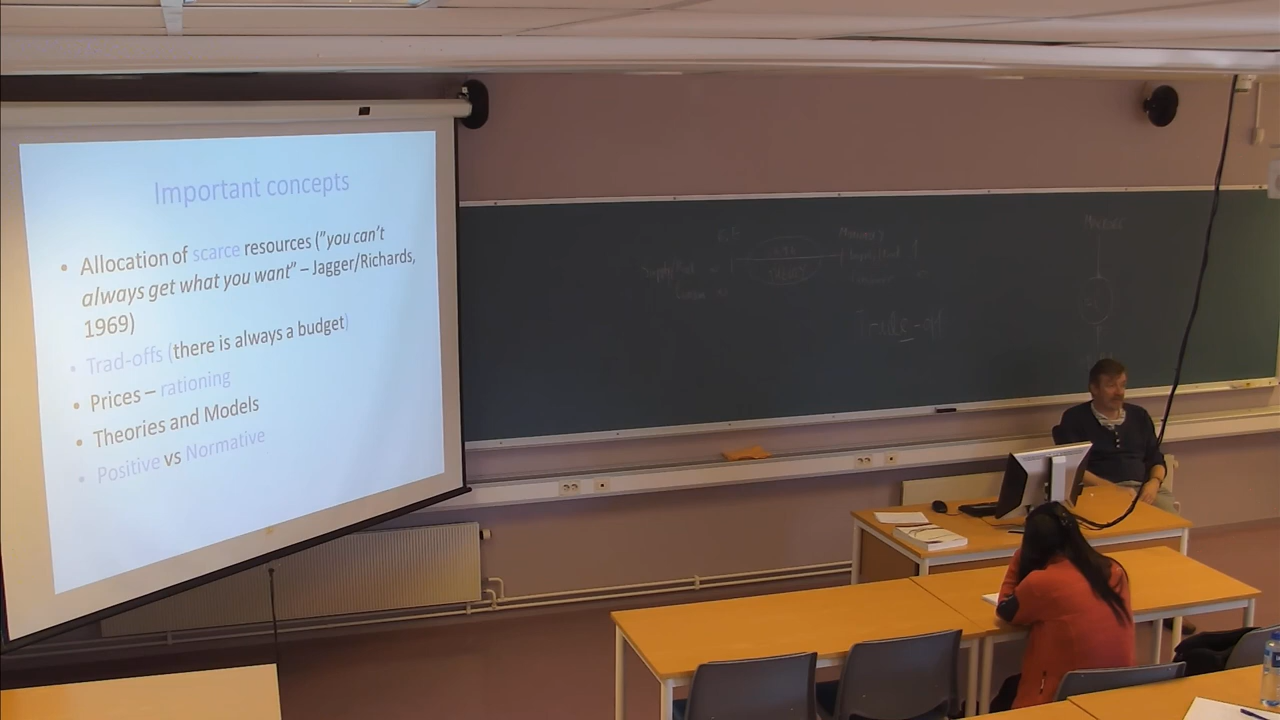 Important concepts
• Allocation of scarce resources ("you can't
always get what you want" – Jagger/Richards,
1969)
• Trad-offs (there is always a budget)
• Prices – rationing
• Theories and Models
• Positive vs Normative
Trade-off